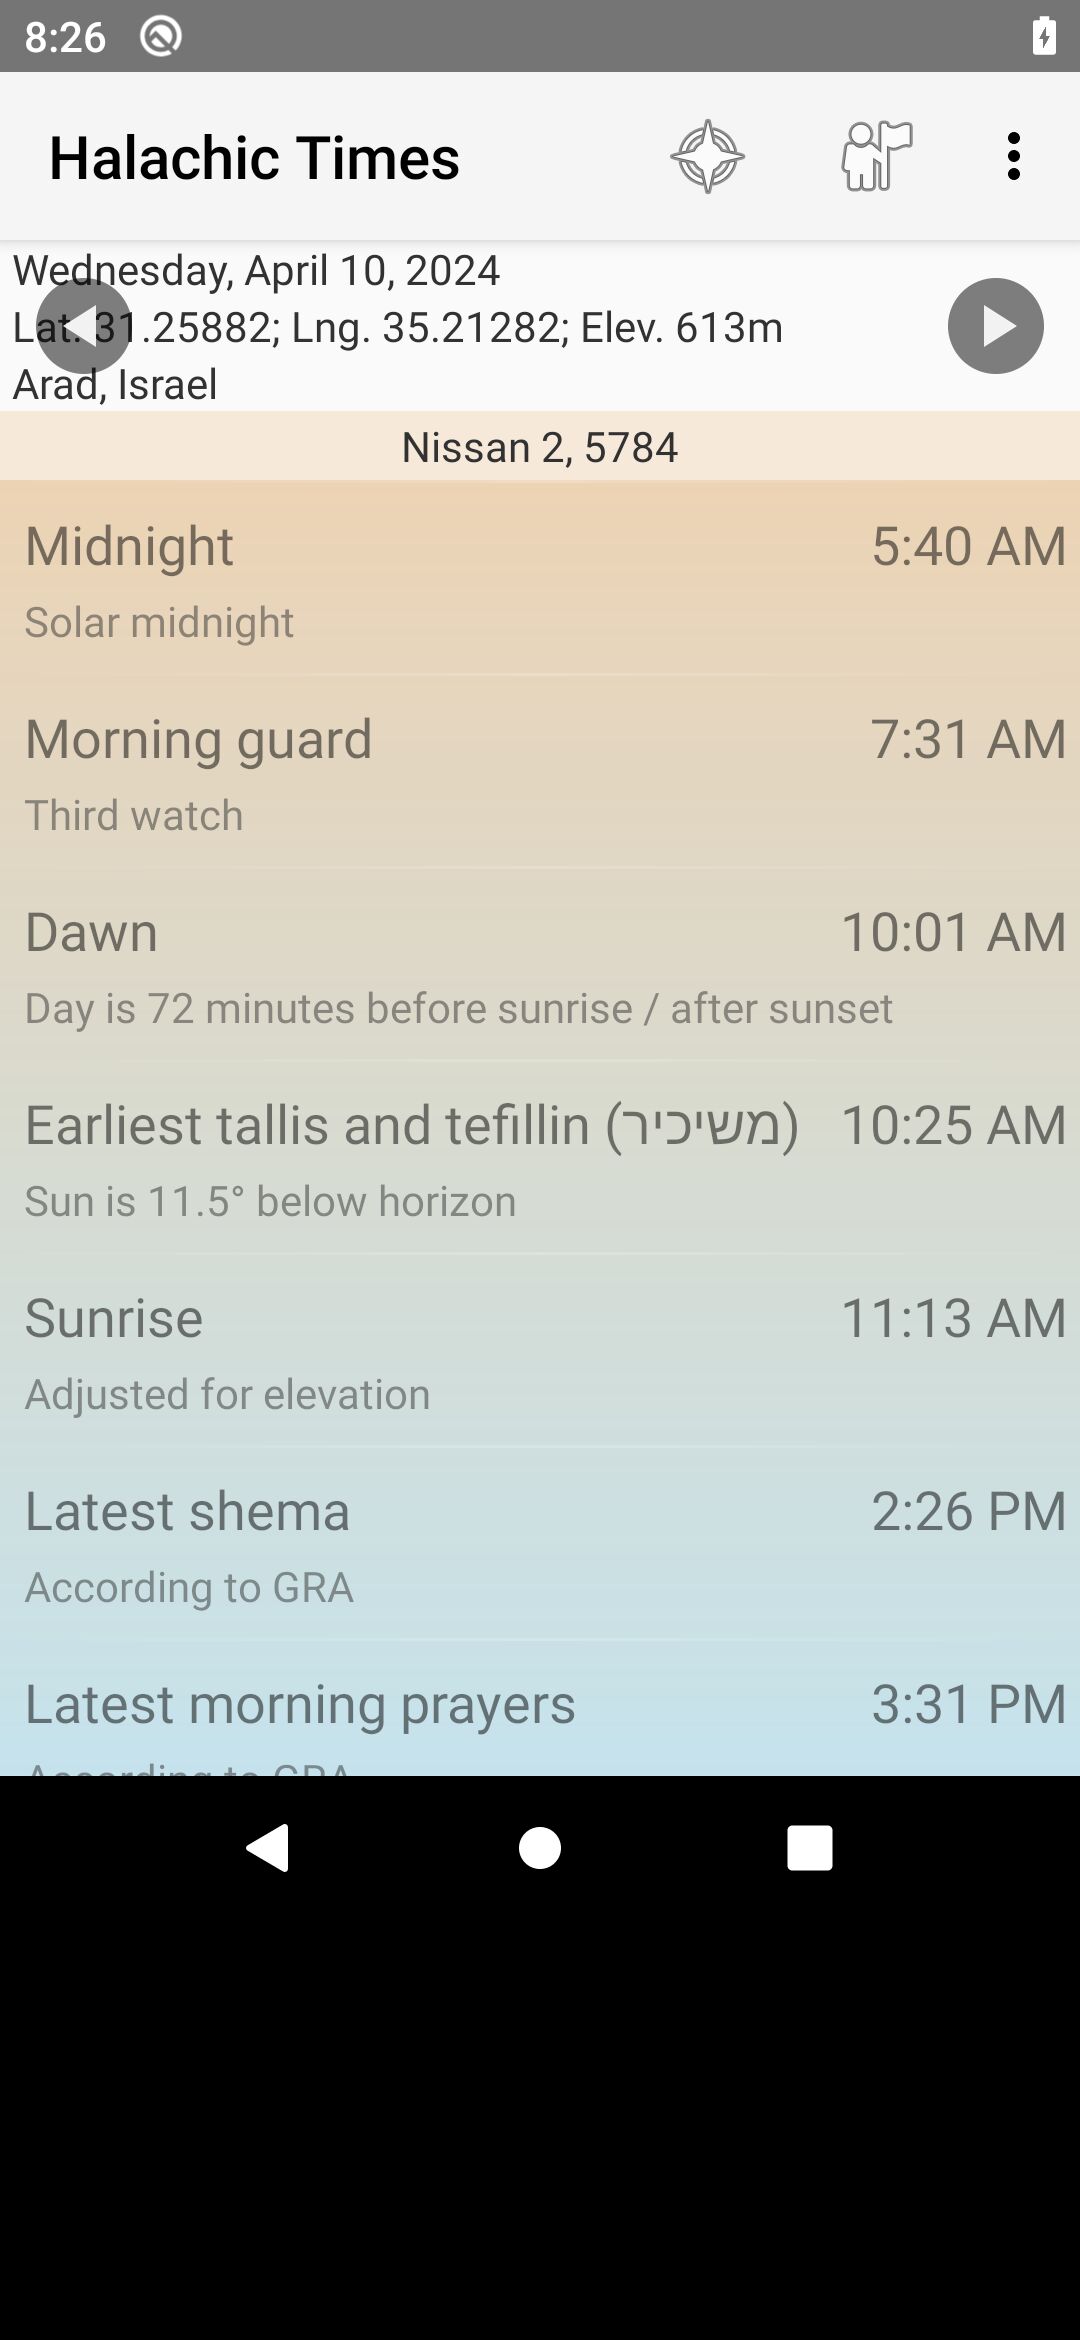 8:26
Halachic Times
Wednesday, April 10, 2024
Lat. 31.25882; Lng. 35.21282; Elev. 613m
Arad, Israel
Nissan 2, 5784
Midnight 5:40 AM
Solar midnight
Morning guard 7:31 AM
Third watch
Dawn 10:01 AM
Day is 72 minutes before sunrise / after sunset
Earliest tallis and tefillin (משיכיר) 10:25 AM
Sun is 11.5° below horizon
Sunrise 11:13 AM
Adjusted for elevation
Latest shema 2:26 PM
According to GRA
Latest morning prayers 3:31 PM
According to GRA